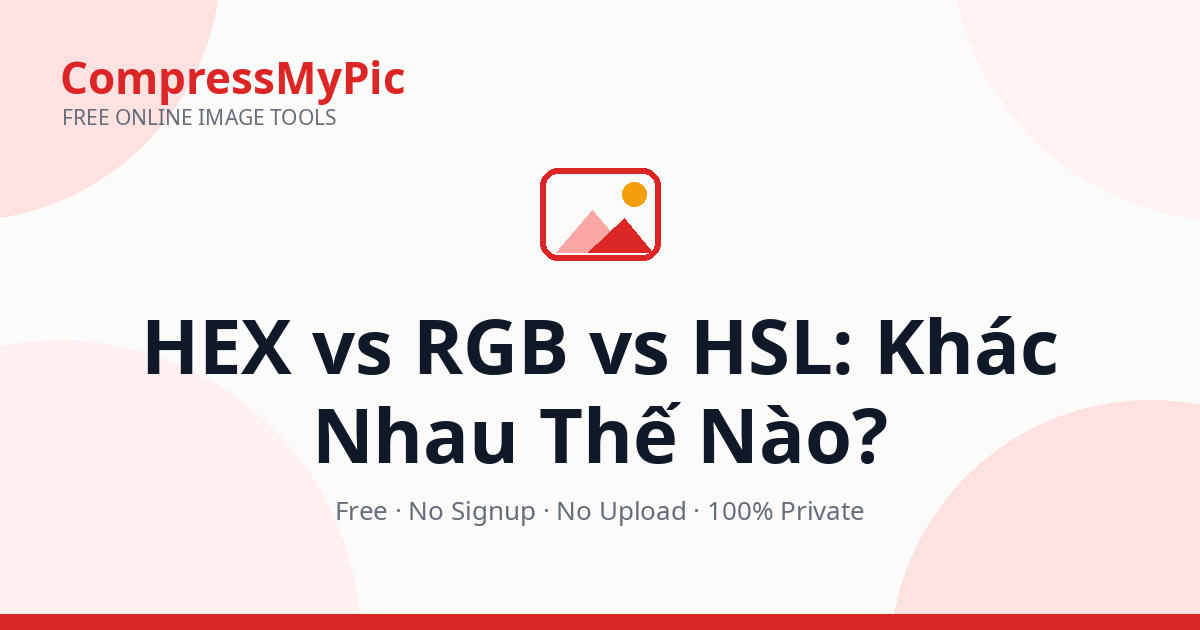 CompressMyPic
FREE ONLINE IMAGE TOOLS
HEX vs RGB vs HSL: Khác
Nhau Thế Nào?
Free · No Signup · No Upload · 100% Private